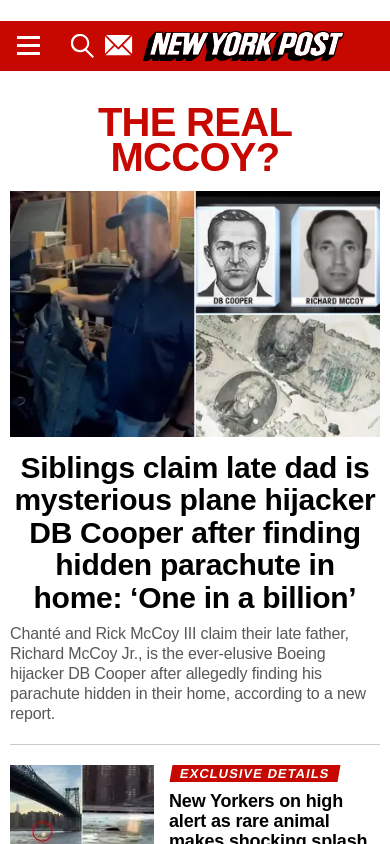 NEW YORK POST
THE REAL
MCCOY?
DB COOPER
RICHARD MCCOY
Siblings claim late dad is
mysterious plane hijacker
DB Cooper after finding
hidden parachute in
home: ‘One in a billion’
Chanté and Rick McCoy III claim their late father,
Richard McCoy Jr., is the ever-elusive Boeing
hijacker DB Cooper after allegedly finding his
parachute hidden in their home, according to a new
report.
EXCLUSIVE DETAILS
New Yorkers on high
alert as rare animal
makes shocking splash